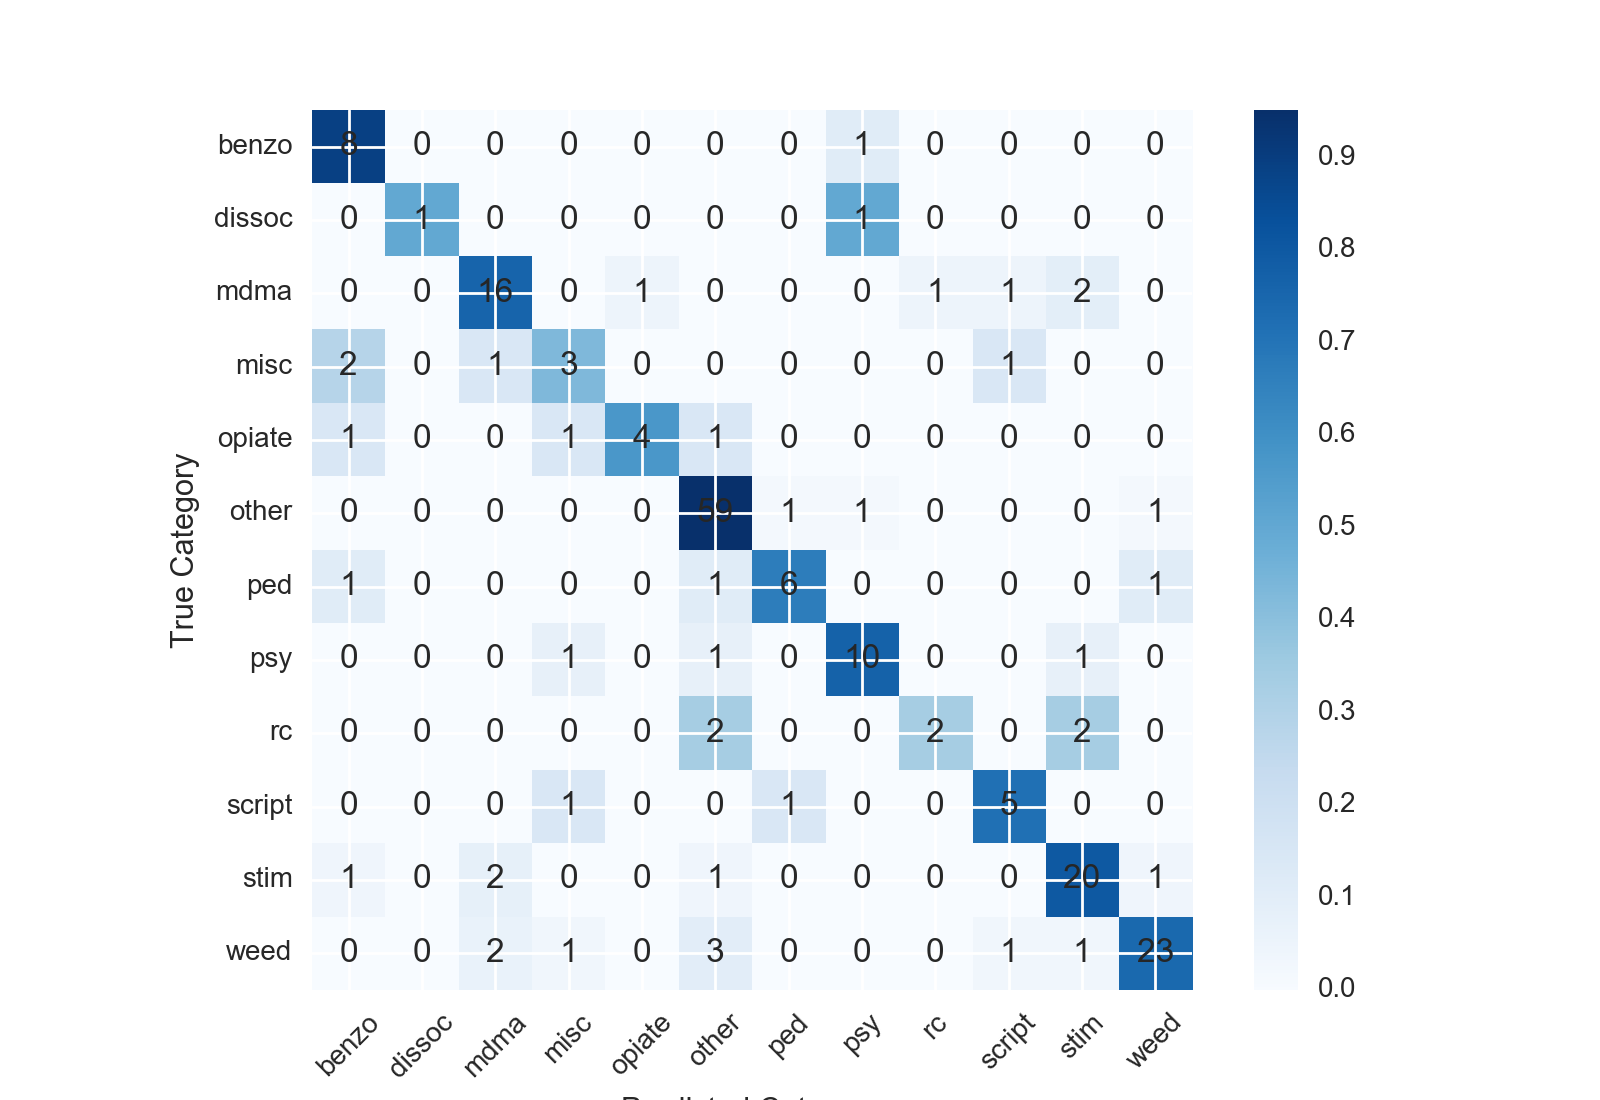 benzo 8 0 0 0 0 0 0 1 0 0 0 0
dissoc 0 1 0 0 0 0 0 1 0 0 0 0
mdma 0 0 16 0 1 0 0 0 1 1 2 0
misc 2 0 1 3 0 0 0 0 0 1 0 0
opiate 1 0 0 1 4 1 0 0 0 0 0 0
other 0 0 0 0 0 59 1 1 0 0 0 1
ped 1 0 0 0 0 1 6 0 0 0 0 1
psy 0 0 0 1 0 1 0 10 0 0 1 0
rc 0 0 0 0 0 2 0 0 2 0 2 0
script 0 0 0 1 0 0 1 0 0 5 0 0
stim 1 0 2 0 0 1 0 0 0 0 20 1
weed 0 0 2 1 0 3 0 0 0 1 1 23
True Category
benzo dissoc mdma misc opiate other ped psy rc script stim weed
0.9
0.8
0.7
0.6
0.5
0.4
0.3
0.2
0.1
0.0